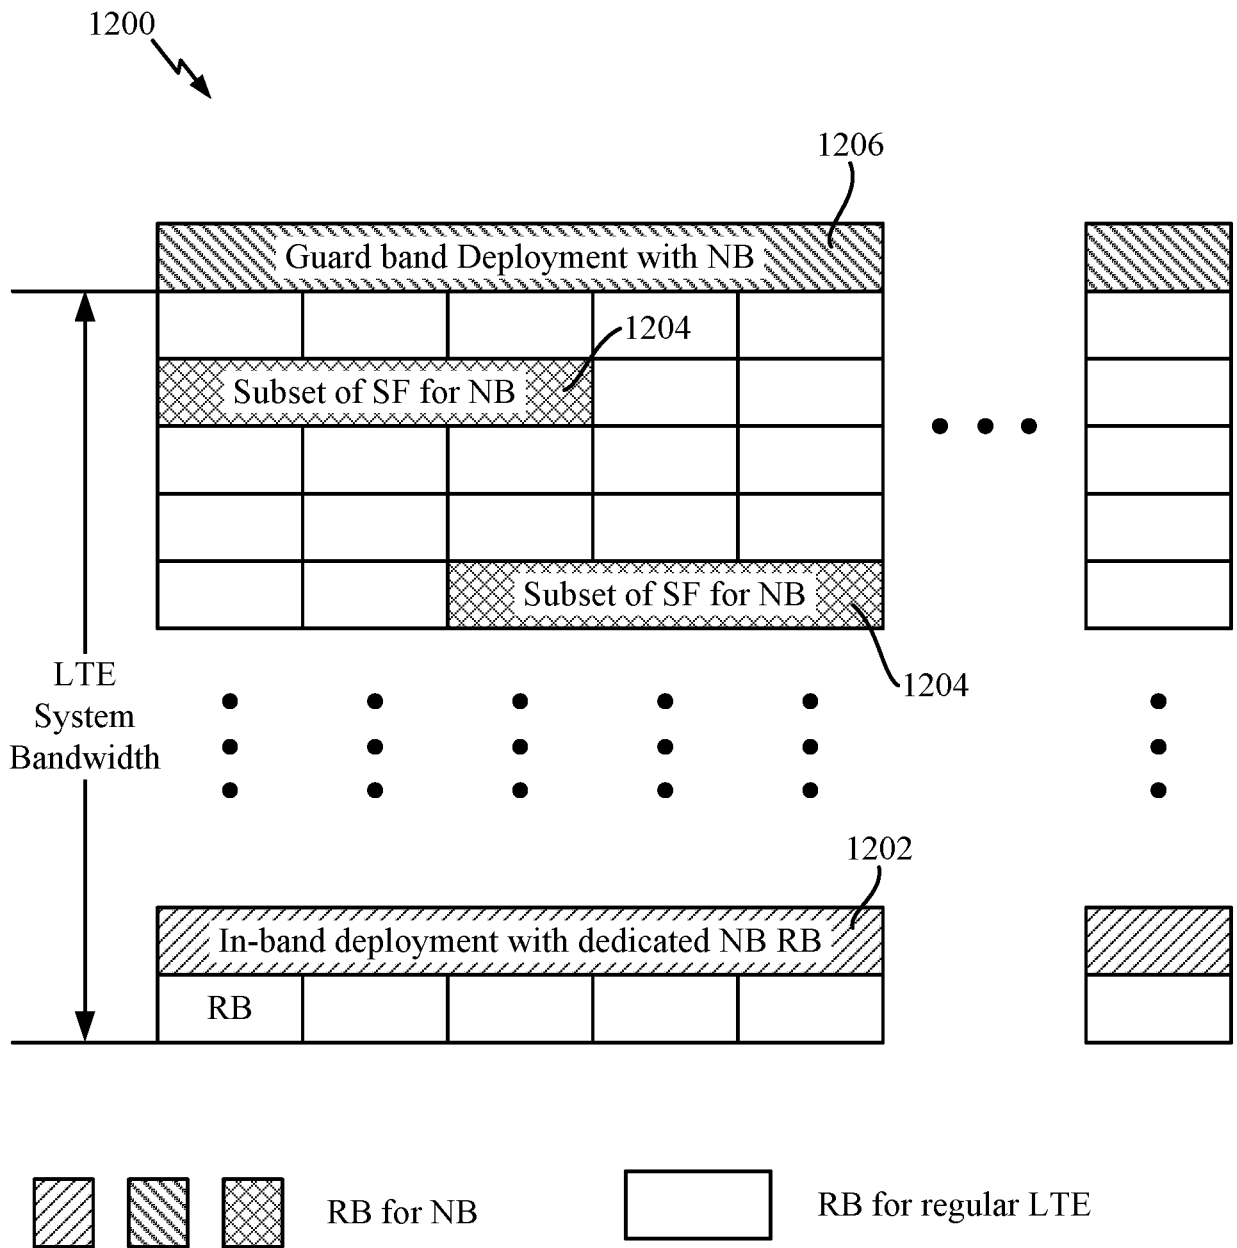 1200
1206
Guard band Deployment with NB
1204
Subset of SF for NB
Subset of SF for NB
1204
LTE
System
Bandwidth
1202
In-band deployment with dedicated NB RB
RB
RB for NB
RB for regular LTE